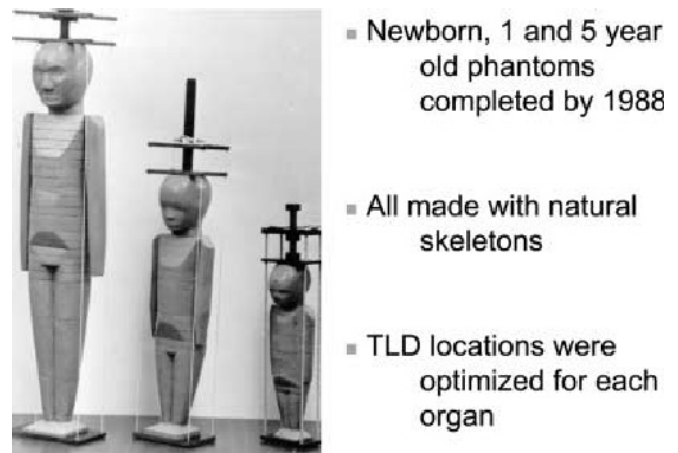 Newborn, 1 and 5 year
old phantoms
completed by 1988
All made with natural
skeletons
TLD locations were
optimized for each
organ